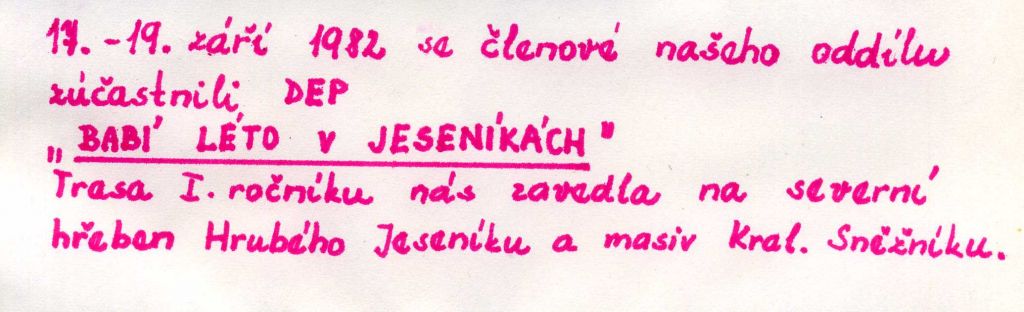 17. - 19. září 1982 se členové našeho oddílu
zúčastnili DEP
„BABÍ LÉTO V JESENÍKÁCH"
Trasa I. ročníku nás zavedla na severní
hřeben Hrubého Jeseníku a masiv Kral. Sněžníku.